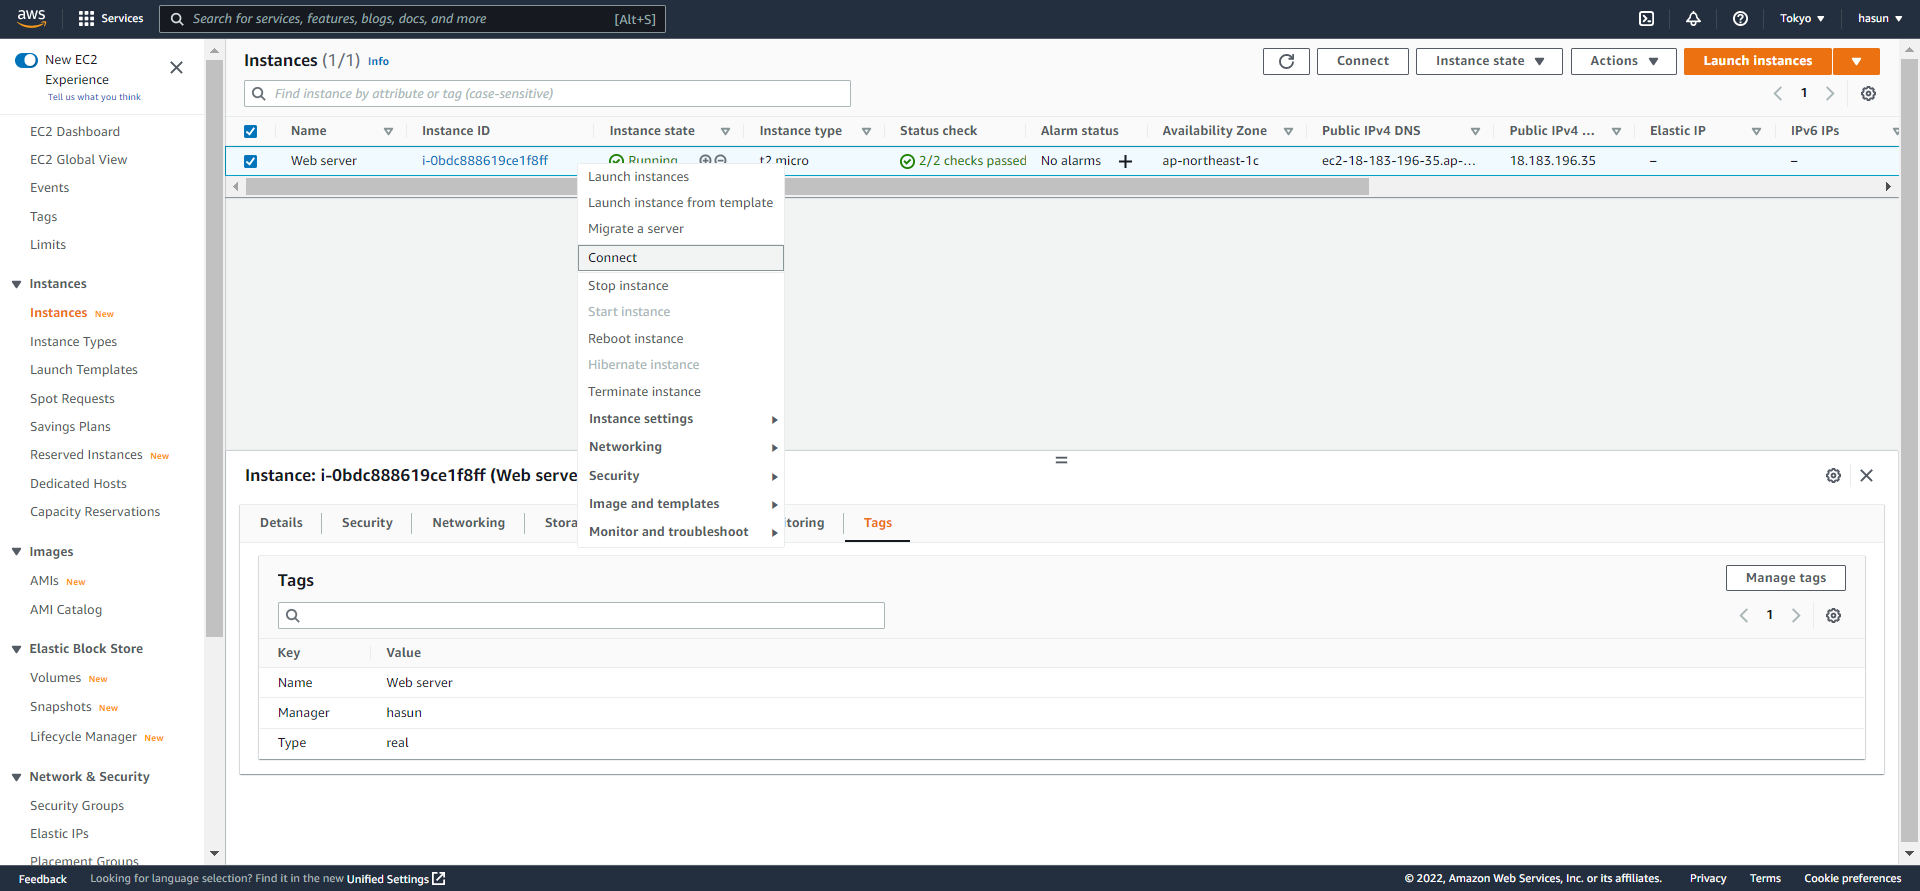 aws Services Search for services, features, blogs, docs, and more [Alt+S] Tokyo hasun
New EC2
Experience
Tell us what you think
EC2 Dashboard
EC2 Global View
Events
Tags
Limits
Instances
Instances New
Instance Types
Launch Templates
Spot Requests
Savings Plans
Reserved Instances New
Dedicated Hosts
Capacity Reservations
Images
AMIs New
AMI Catalog
Elastic Block Store
Volumes New
Snapshots New
Lifecycle Manager New
Network & Security
Security Groups
Elastic IPs
Placement Groups
Instances (1/1) Info Connect Instance state Actions Launch instances
Find instance by attribute or tag (case-sensitive) 1
Name Instance ID Instance state Instance type Status check Alarm status Availability Zone Public IPv4 DNS Public IPv4 ... Elastic IP IPv6 IPs
Web server i-0bdc888619ce1f8ff Running t2.micro 2/2 checks passed No alarms + ap-northeast-1c ec2-18-183-196-35.ap-... 18.183.196.35 – –
Launch instances
Launch instance from template
Migrate a server
Connect
Stop instance
Start instance
Reboot instance
Hibernate instance
Terminate instance
Instance settings
Networking
Security
Image and templates
Monitor and troubleshoot
Instance: i-0bdc888619ce1f8ff (Web serve
Details Security Networking Stora itoring Tags
Tags Manage tags
1
Key Value
Name Web server
Manager hasun
Type real
Feedback Looking for language selection? Find it in the new Unified Settings © 2022, Amazon Web Services, Inc. or its affiliates. Privacy Terms Cookie preferences